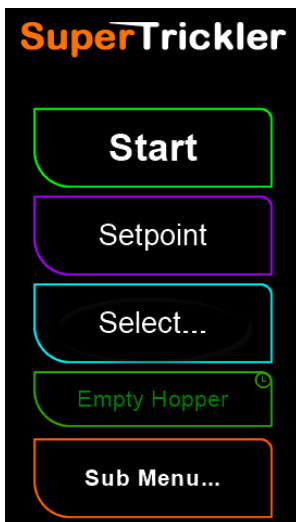 SuperTrickler
Start
Setpoint
Select...
Empty Hopper
Sub Menu...